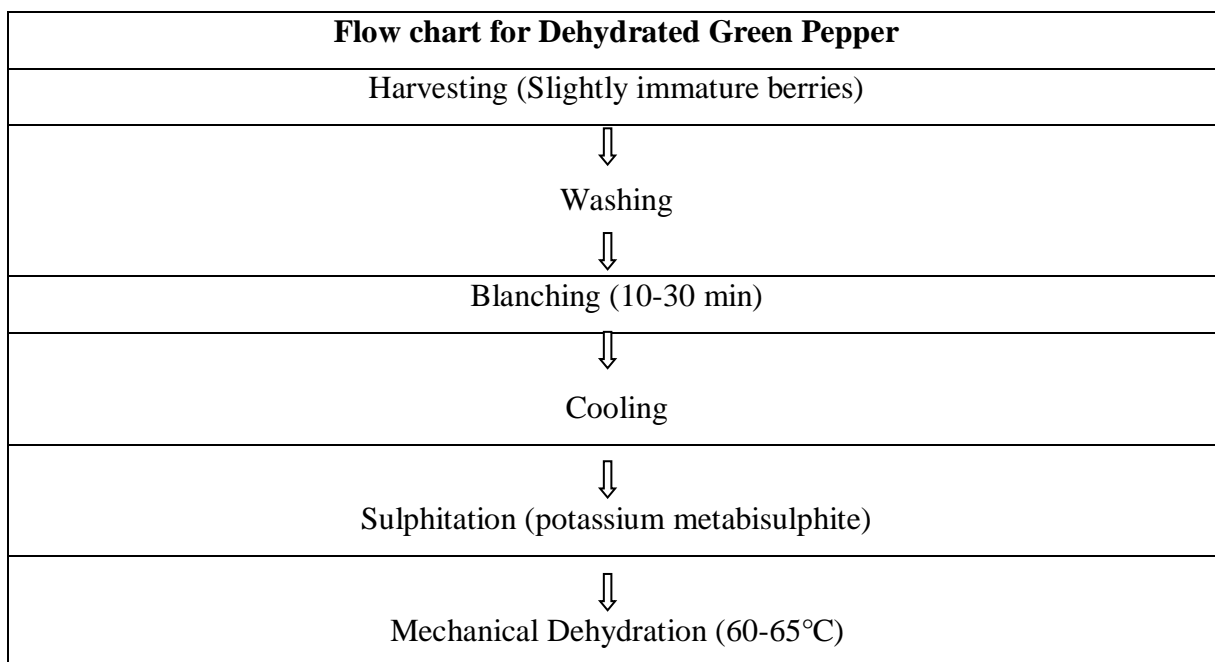 Flow chart for Dehydrated Green Pepper
Harvesting (Slightly immature berries)
⇩
Washing
⇩
Blanching (10-30 min)
⇩
Cooling
⇩
Sulphitation (potassium metabisulphite)
⇩
Mechanical Dehydration (60-65℃)